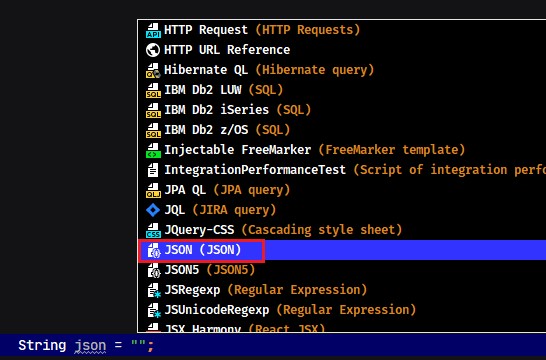 HTTP Request (HTTP Requests)
HTTP URL Reference
Hibernate QL (Hibernate query)
IBM Db2 LUW (SQL)
IBM Db2 iSeries (SQL)
IBM Db2 z/OS (SQL)
Injectable FreeMarker (FreeMarker template)
IntegrationPerformanceTest (Script of integration perfo
JPA QL (JPA query)
JQL (JIRA query)
JQuery-CSS (Cascading style sheet)
JSON (JSON)
JSON5 (JSON5)
JSRegexp (Regular Expression)
JSUnicodeRegexp (Regular Expression)
JSX Harmony (React JSX)
String json = "";